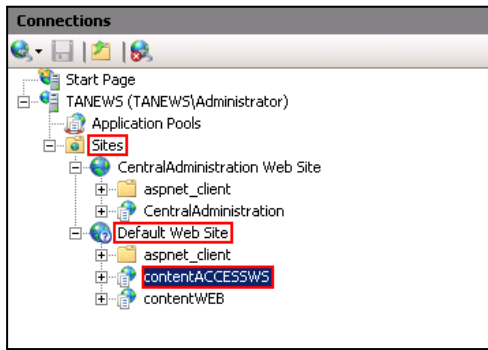 Connections
Start Page
TANEWS (TANEWS\Administrator)
Application Pools
Sites
CentralAdministration Web Site
aspnet_client
CentralAdministration
Default Web Site
aspnet_client
contentACCESSWS
contentWEB